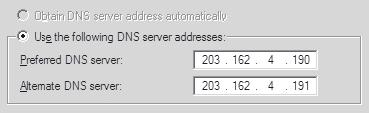 Obtain DNS server address automatically
Use the following DNS server addresses:
Preferred DNS server: 203 . 162 . 4 . 190
Alternate DNS server: 203 . 162 . 4 . 191